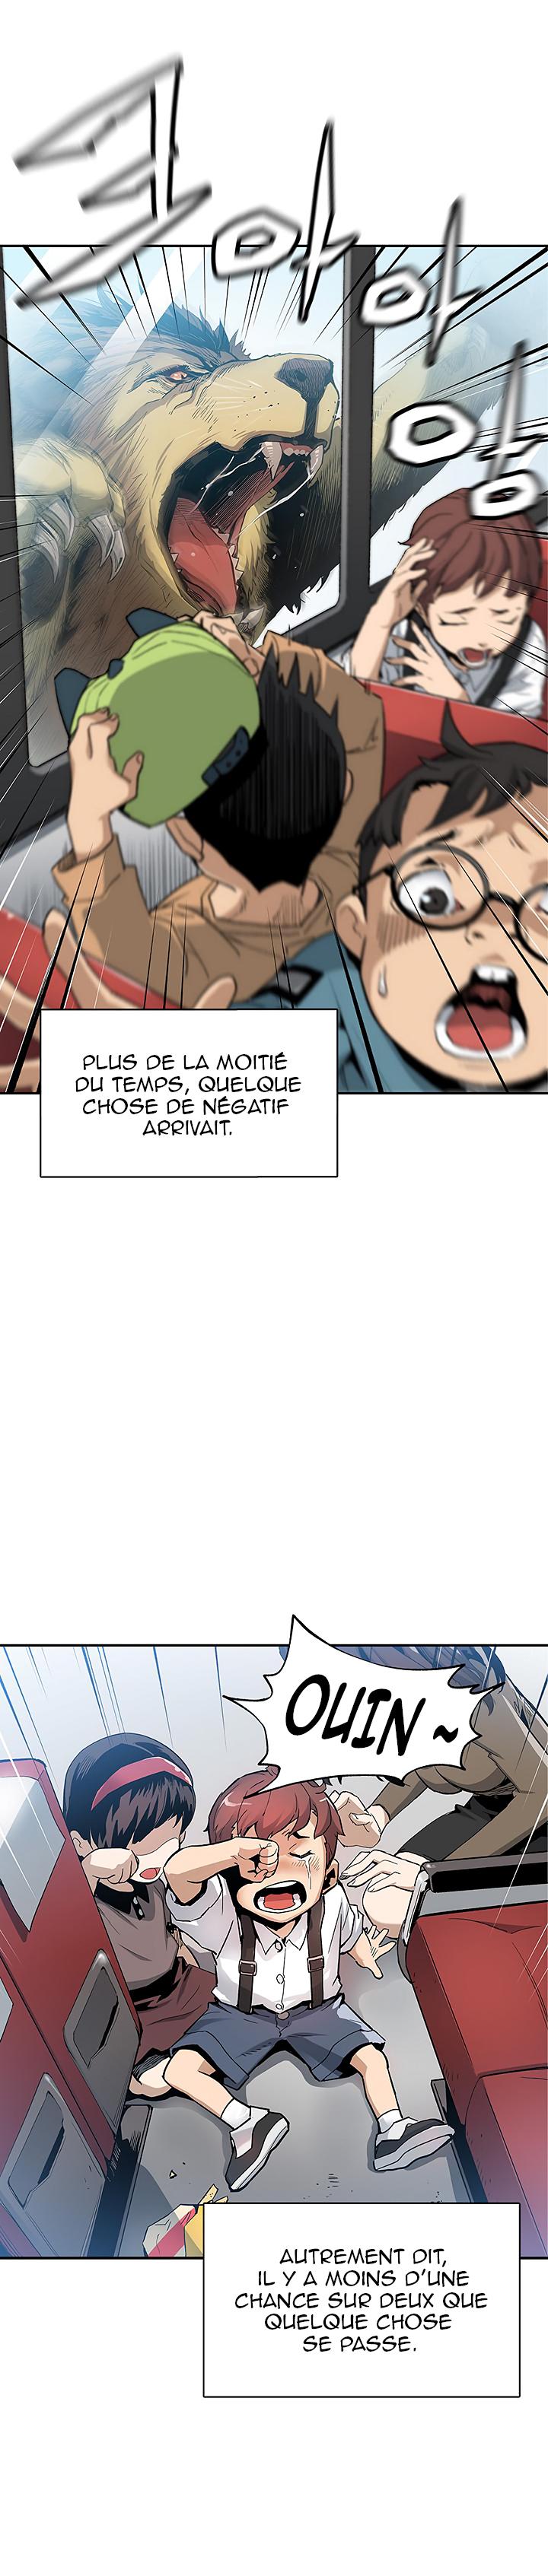 크아아아아
PLUS DE LA MOITIÉ
DU TEMPS, QUELQUE
CHOSE DE NÉGATIF
ARRIVAIT.
OUIN ~
AUTREMENT DIT,
IL Y A MOINS D'UNE
CHANCE SUR DEUX QUE
QUELQUE CHOSE
SE PASSE.